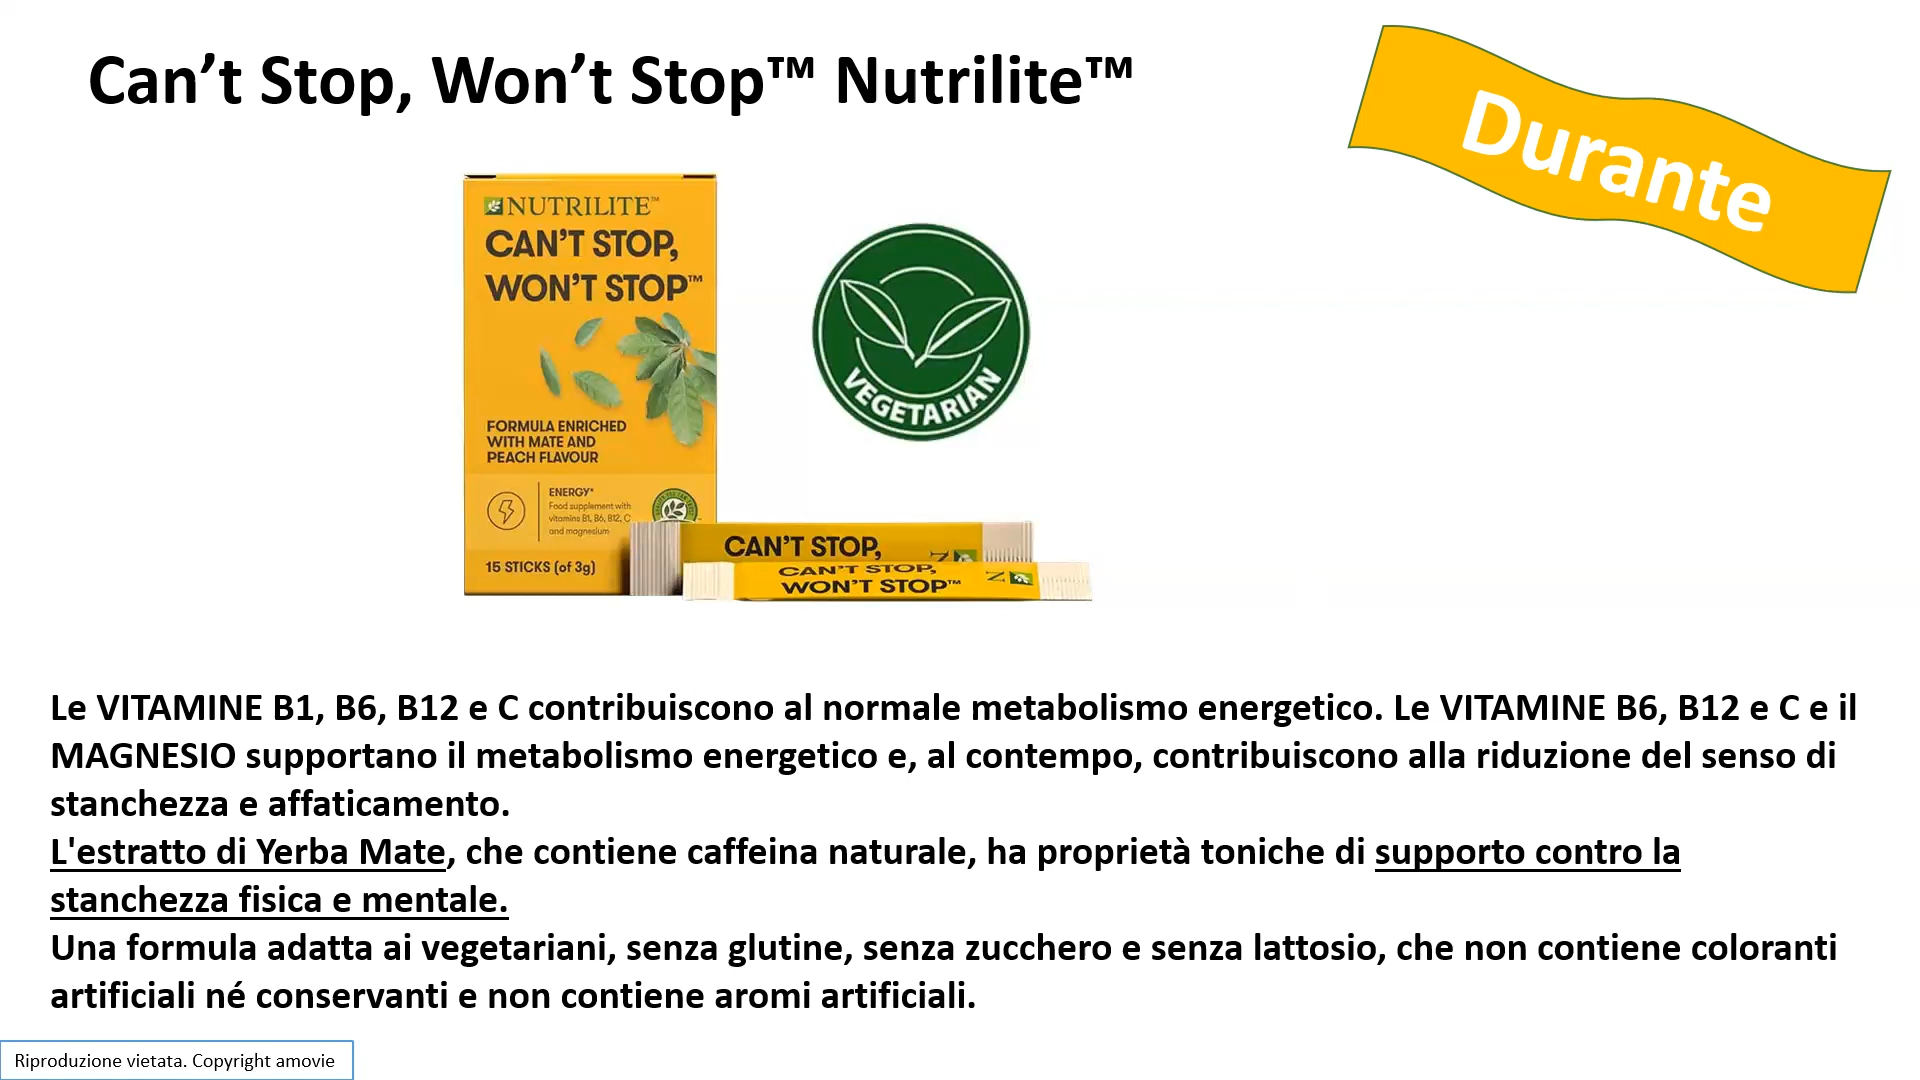 Can’t Stop, Won’t Stop™ Nutrilite™
Durante
NUTRILITE™
CAN’T STOP,
WON’T STOP™
FORMULA ENRICHED
WITH MATE AND
PEACH FLAVOUR
ENERGY*
Food supplement with
vitamins B1, B6, B12, C
and magnesium
15 STICKS (of 3g)
VEGETARIAN
CAN’T STOP,
N
CAN’T STOP,
WON’T STOP™
N
Le VITAMINE B1, B6, B12 e C contribuiscono al normale metabolismo energetico. Le VITAMINE B6, B12 e C e il
MAGNESIO supportano il metabolismo energetico e, al contempo, contribuiscono alla riduzione del senso di
stanchezza e affaticamento.
L'estratto di Yerba Mate, che contiene caffeina naturale, ha proprietà toniche di supporto contro la
stanchezza fisica e mentale.
Una formula adatta ai vegetariani, senza glutine, senza zucchero e senza lattosio, che non contiene coloranti
artificiali né conservanti e non contiene aromi artificiali.
Riproduzione vietata. Copyright amovie